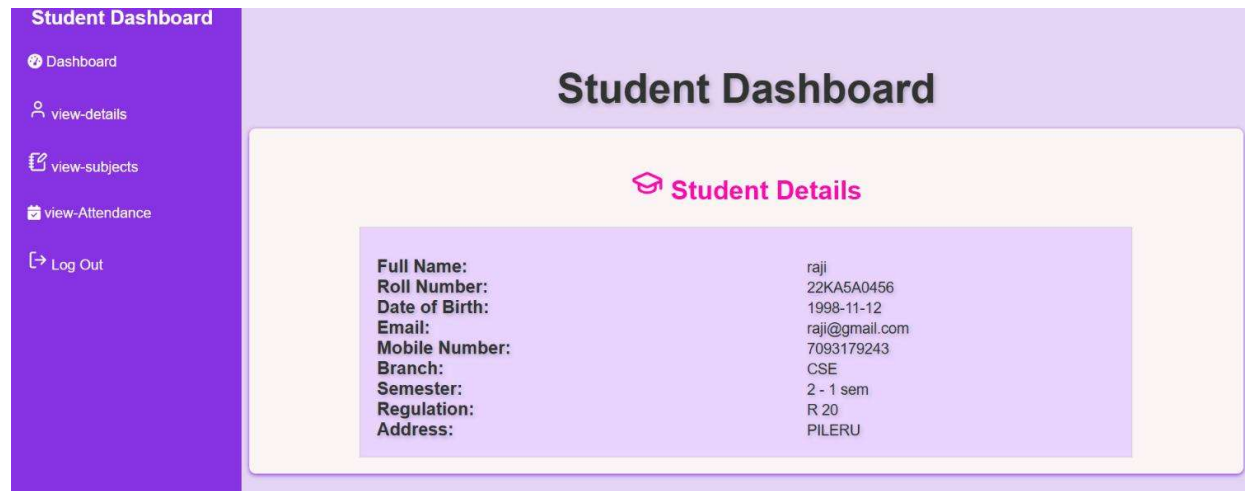 Student Dashboard
Dashboard
view-details
view-subjects
view-Attendance
Log Out
Student Dashboard
Student Details
Full Name: raji
Roll Number: 22KA5A0456
Date of Birth: 1998-11-12
Email: raji@gmail.com
Mobile Number: 7093179243
Branch: CSE
Semester: 2 - 1 sem
Regulation: R 20
Address: PILERU